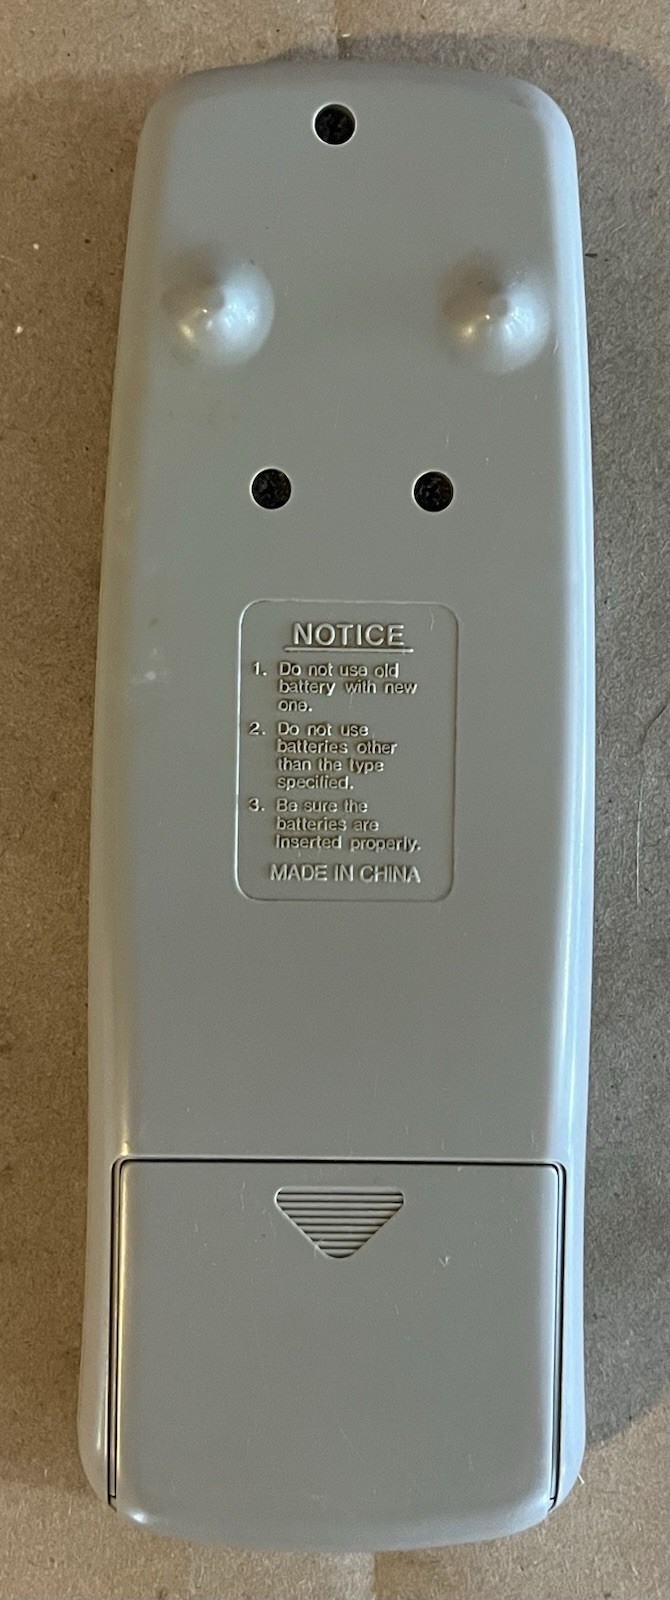 NOTICE
1. Do not use old
battery with new
one.
2. Do not use
batteries other
than the type
specified.
3. Be sure the
batteries are
inserted properly.
MADE IN CHINA